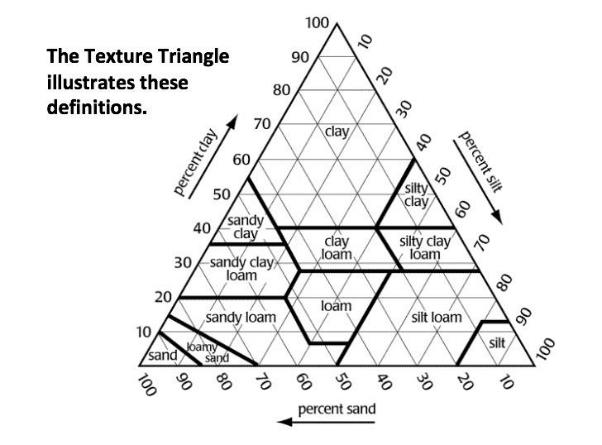 The Texture Triangle
illustrates these
definitions.
100
90
80
70
60
50
40
30
20
10
percent clay
10
20
30
40
50
60
70
80
90
100
percent silt
clay
silty
clay
sandy
clay
clay
loam
silty clay
loam
sandy clay
loam
loam
silt loam
sandy loam
loamy
sand
sand
silt
100
90
80
70
60
50
40
30
20
10
percent sand